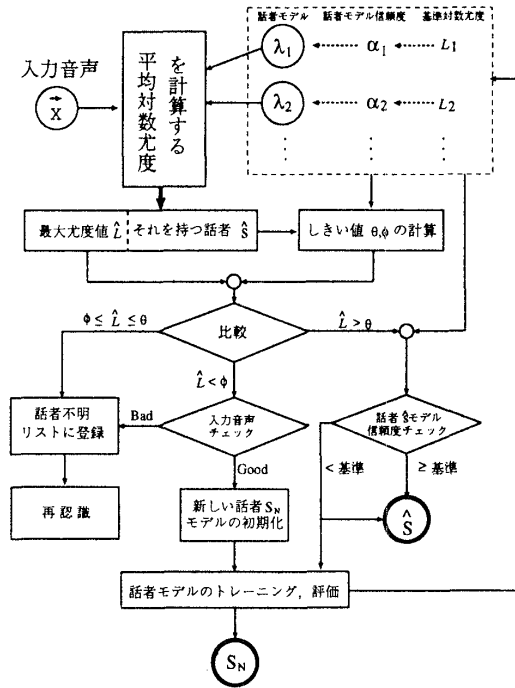 話者モデル 話者モデル信頼度 基準対数尤度
λ1 α1 L1
λ2 α2 L2
入力音声
x
平均対数尤度
を計算する
最大尤度値 L̂ それを持つ話者 ŝ
しきい値 θ,φ の計算
比較
φ≤ L̂ ≤θ
L̂>θ
L̂<φ
話者不明
リストに登録
Bad
入力音声
チェック
話者ŝモデル
信頼度チェック
Good
< 基準
≥ 基準
再認識
新しい話者SN
モデルの初期化
Ŝ
話者モデルのトレーニング, 評価
SN